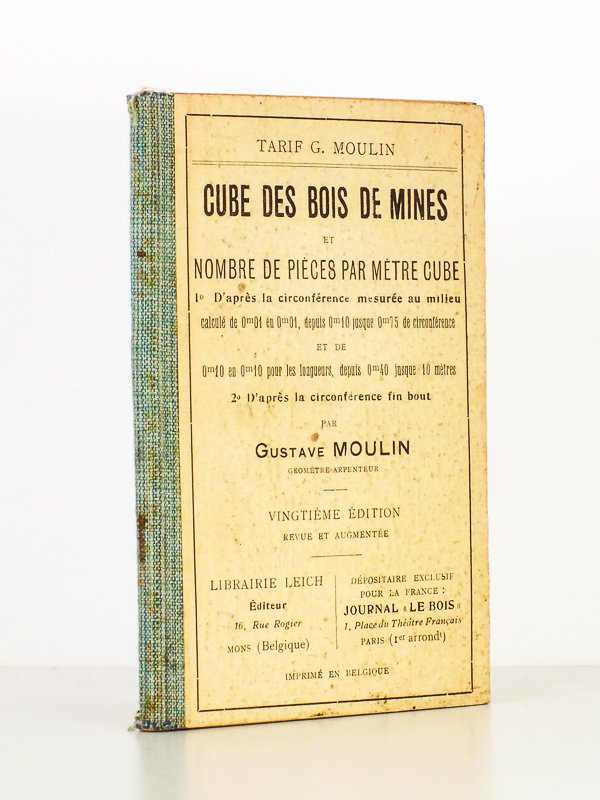 TARIF G. MOULIN
CUBE DES BOIS DE MINES
ET
NOMBRE DE PIÈCES PAR MÈTRE CUBE
1º D'après la circonférence mesurée au milieu
calculé de 0m01 en 0m01, depuis 0m10 jusque 0m75 de circonférence
ET DE
0m10 en 0m10 pour les longueurs, depuis 0m40 jusque 10 mètres
2º D'après la circonférence fin bout
PAR
GUSTAVE MOULIN
GEOMÈTRE-ARPENTEUR
VINGTIÈME ÉDITION
REVUE ET AUGMENTÉE
LIBRAIRIE LEICH
Éditeur
16, Rue Rogier
MONS (Belgique)
DÉPOSITAIRE EXCLUSIF
POUR LA FRANCE :
JOURNAL « LE BOIS »
1, Place du Théâtre Français
PARIS (1er arrondt)
IMPRIMÉ EN BELGIQUE